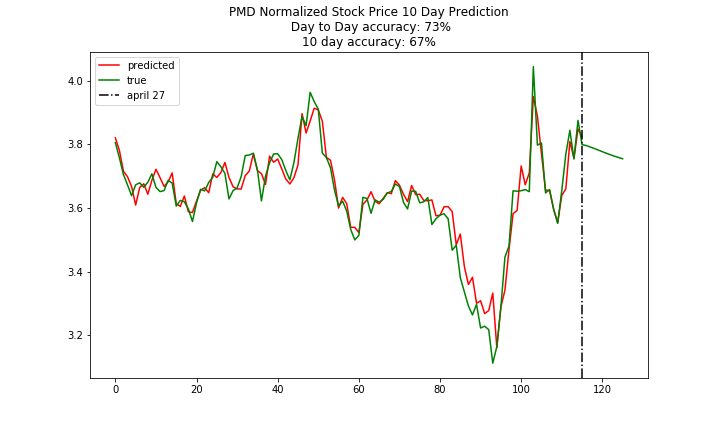 PMD Normalized Stock Price 10 Day Prediction
Day to Day accuracy: 73%
10 day accuracy: 67%
predicted
true
april 27
4.0
3.8
3.6
3.4
3.2
0 20 40 60 80 100 120